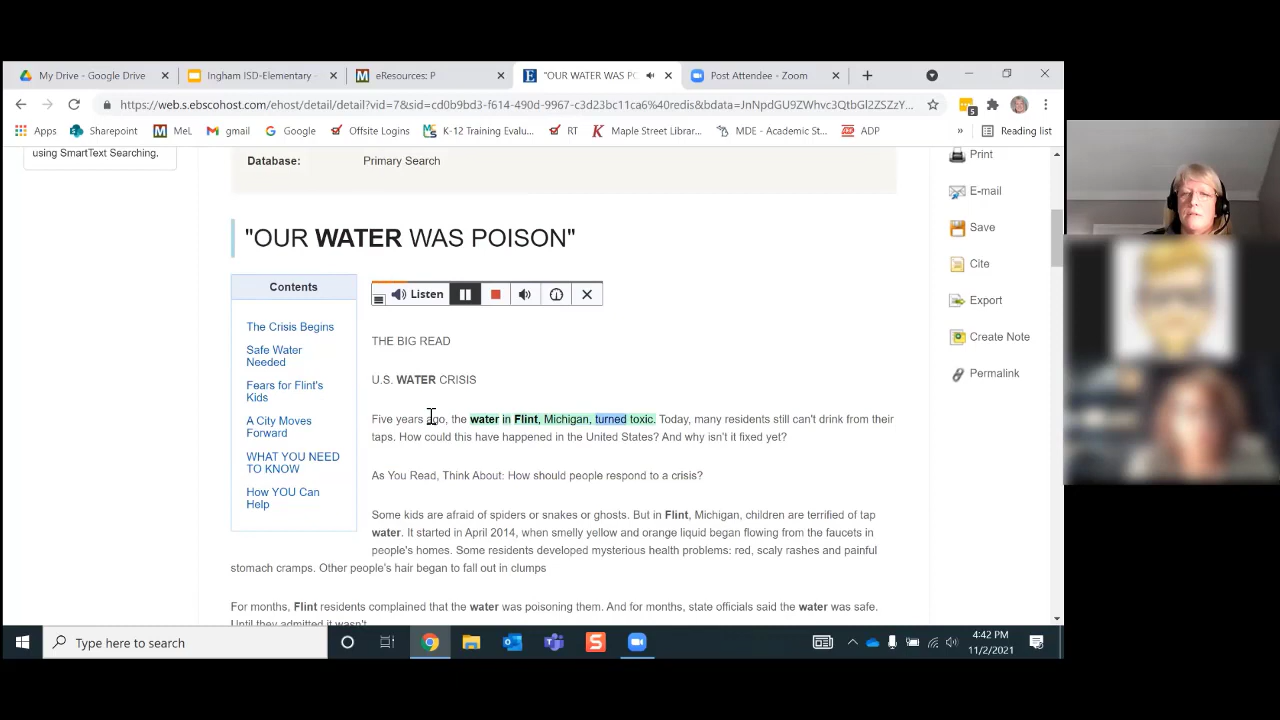 My Drive - Google Drive
Ingham ISD-Elementary -
eResources: P
"OUR WATER WAS PO
Post Attendee - Zoom
https://web.s.ebscohost.com/ehost/detail/detail?vid=7&sid=cd0b9bd3-f614-490d-9967-c3d23bc11ca6%40redis&bdata=JnNpdGU9ZWhvc3QtbGl2ZSZzY...
5
Apps
Sharepoint
MeL
gmail
Google
Offsite Logins
K-12 Training Evalu...
RT
Maple Street Librar...
MDE - Academic St...
ADP
»
Reading list
using SmartText Searching.
Database:
Primary Search
Print
E-mail
Save
Cite
Export
Create Note
Permalink
"OUR WATER WAS POISON"
Contents
The Crisis Begins
Safe Water
Needed
Fears for Flint's
Kids
A City Moves
Forward
WHAT YOU NEED
TO KNOW
How YOU Can
Help
Listen
THE BIG READ
U.S. WATER CRISIS
Five years ago, the water in Flint, Michigan, turned toxic. Today, many residents still can't drink from their
taps. How could this have happened in the United States? And why isn't it fixed yet?
As You Read, Think About: How should people respond to a crisis?
Some kids are afraid of spiders or snakes or ghosts. But in Flint, Michigan, children are terrified of tap
water. It started in April 2014, when smelly yellow and orange liquid began flowing from the faucets in
people's homes. Some residents developed mysterious health problems: red, scaly rashes and painful
stomach cramps. Other people's hair began to fall out in clumps
For months, Flint residents complained that the water was poisoning them. And for months, state officials said the water was safe.
Until they admitted it wasn't.
Type here to search
4:42 PM
11/2/2021